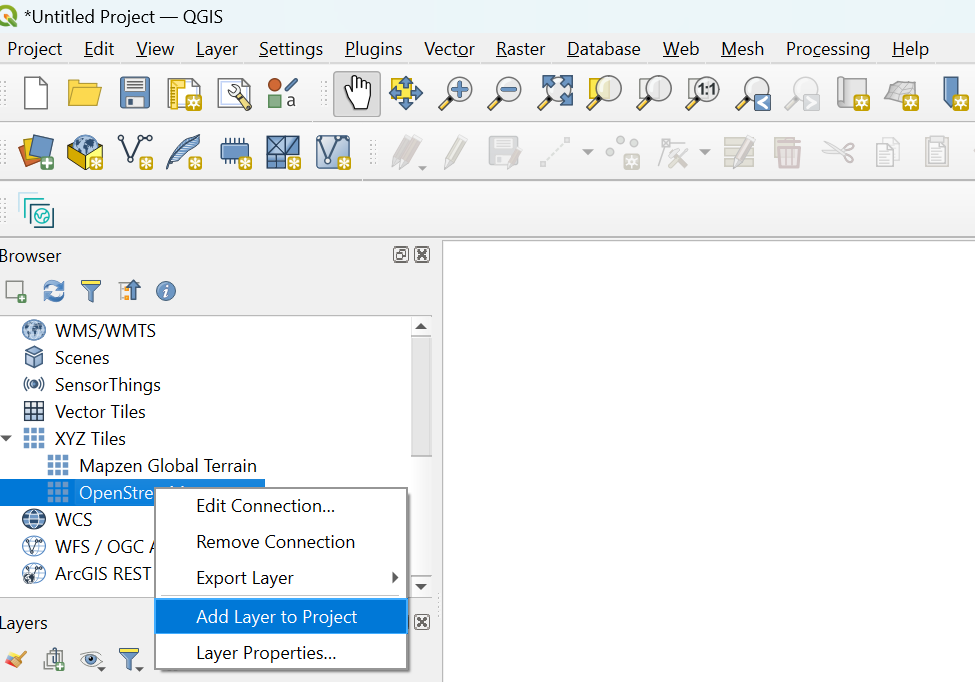 *Untitled Project — QGIS
Project Edit View Layer Settings Plugins Vector Raster Database Web Mesh Processing Help
1:1
a
Browser
WMS/WMTS
Scenes
SensorThings
Vector Tiles
XYZ Tiles
Mapzen Global Terrain
OpenStre
Edit Connection...
WCS
WFS / OGC A
Remove Connection
ArcGIS REST
Export Layer
Layers
Add Layer to Project
Layer Properties...